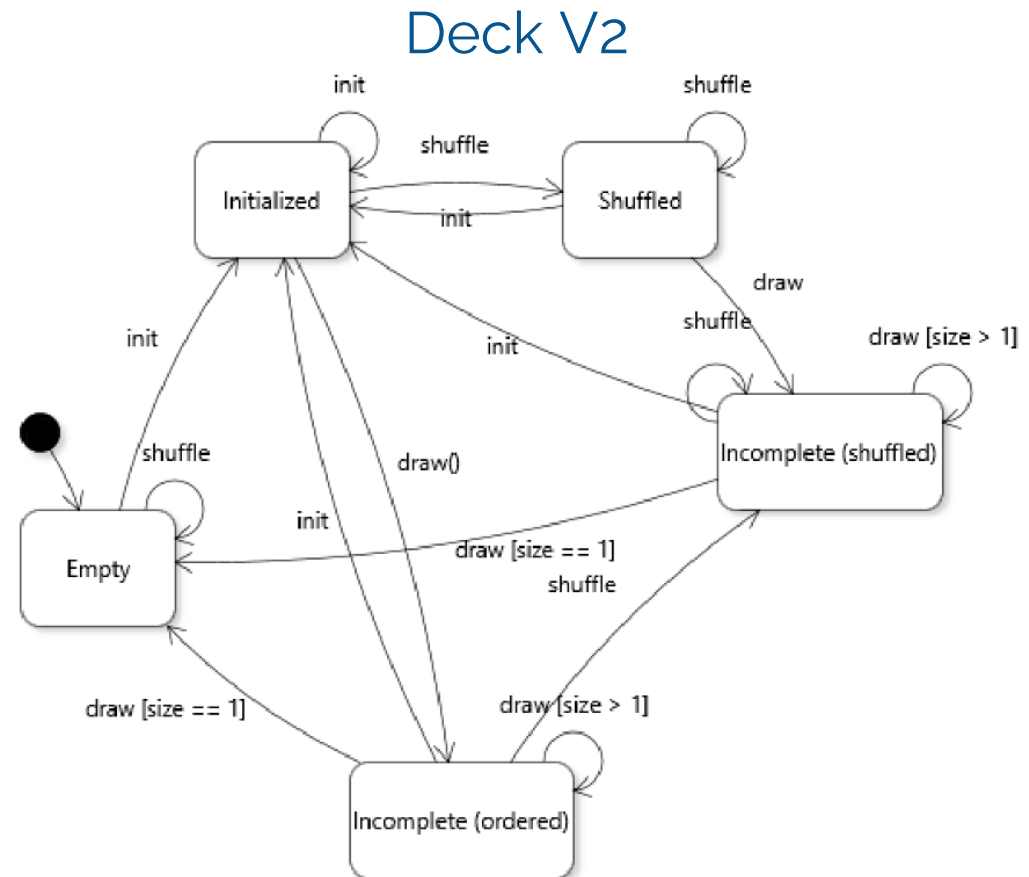 Deck V2
init
shuffle
shuffle
Initialized
Shuffled
init
draw
shuffle
draw [size > 1]
init
init
shuffle
draw()
Incomplete (shuffled)
init
draw [size == 1]
Empty
shuffle
draw [size == 1]
draw [size > 1]
Incomplete (ordered)